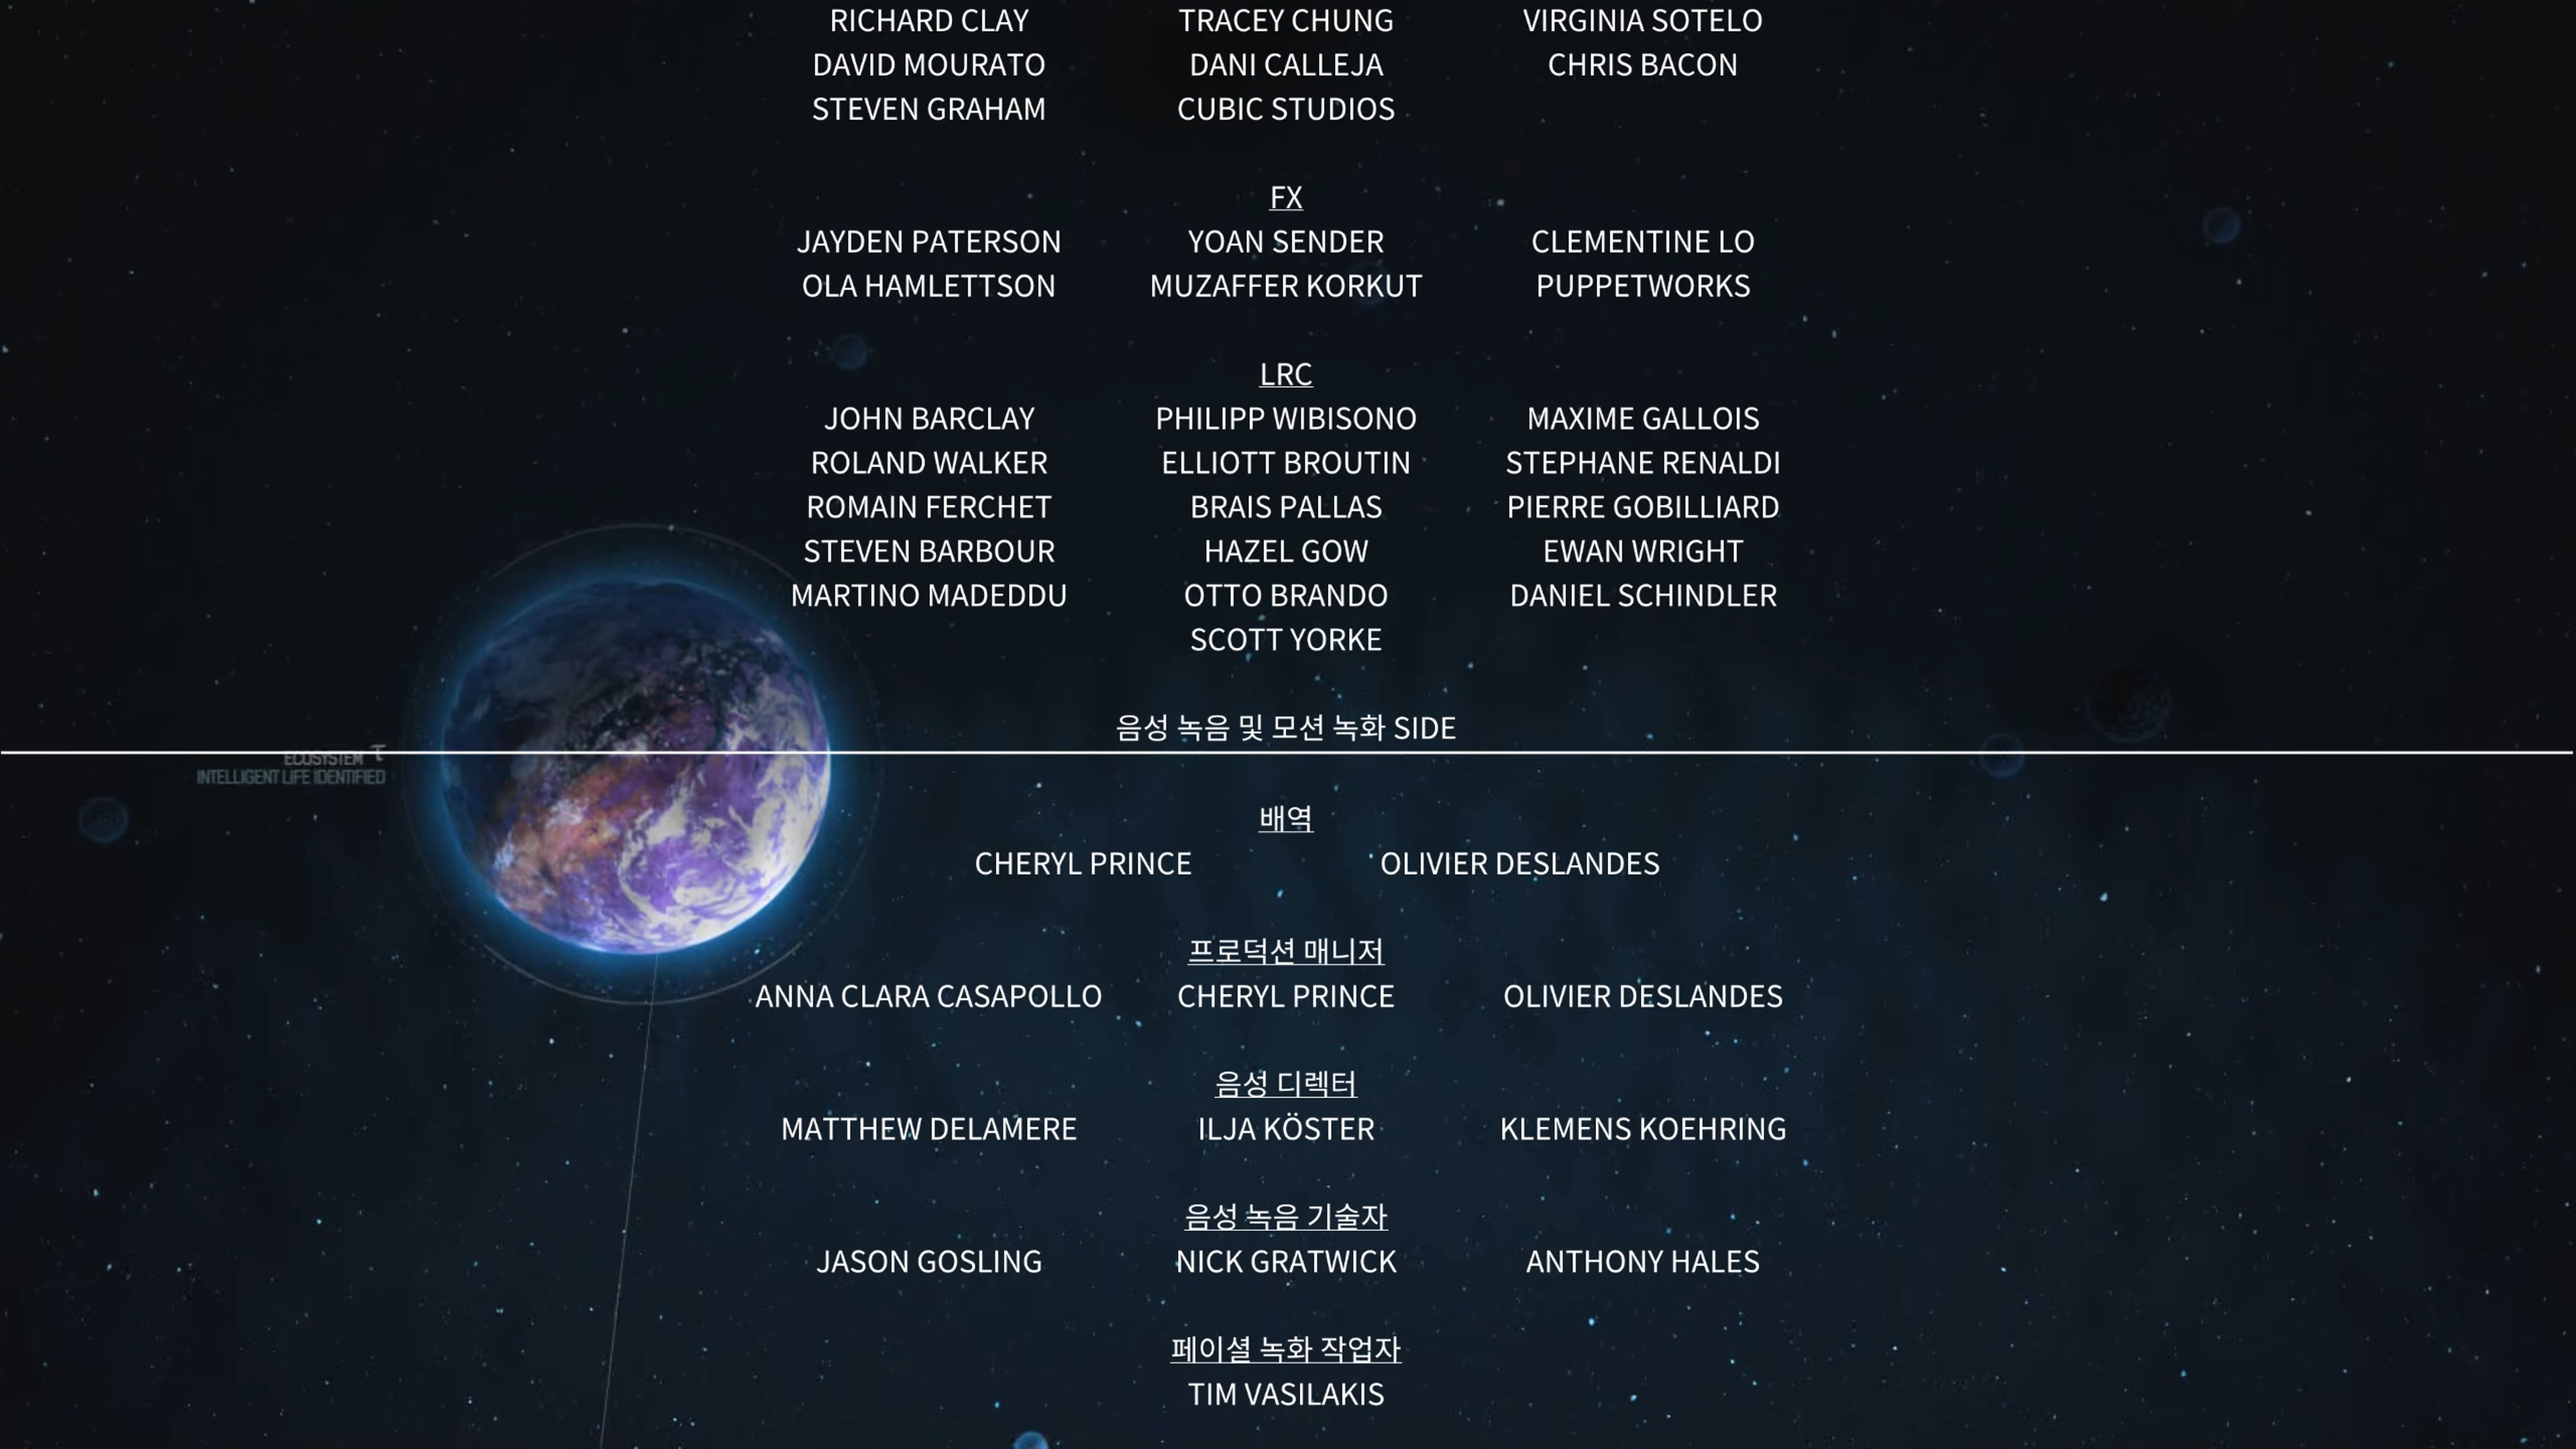 RICHARD CLAY TRACEY CHUNG VIRGINIA SOTELO
DAVID MOURATO DANI CALLEJA CHRIS BACON
STEVEN GRAHAM CUBIC STUDIOS
FX
JAYDEN PATERSON YOAN SENDER CLEMENTINE LO
OLA HAMLETTSON MUZAFFER KORKUT PUPPETWORKS
LRC
JOHN BARCLAY PHILIPP WIBISONO MAXIME GALLOIS
ROLAND WALKER ELLIOTT BROUTIN STEPHANE RENALDI
ROMAIN FERCHET BRAIS PALLAS PIERRE GOBILLIARD
STEVEN BARBOUR HAZEL GOW EWAN WRIGHT
MARTINO MADEDDU OTTO BRANDO DANIEL SCHINDLER
SCOTT YORKE
음성 녹음 및 모션 녹화 SIDE
ECOSYSTEM τ
INTELLIGENT LIFE IDENTIFIED
배역
CHERYL PRINCE OLIVIER DESLANDES
프로덕션 매니저
ANNA CLARA CASAPOLLO CHERYL PRINCE OLIVIER DESLANDES
음성 디렉터
MATTHEW DELAMERE ILJA KÖSTER KLEMENS KOEHRING
음성 녹음 기술자
JASON GOSLING NICK GRATWICK ANTHONY HALES
페이셜 녹화 작업자
TIM VASILAKIS